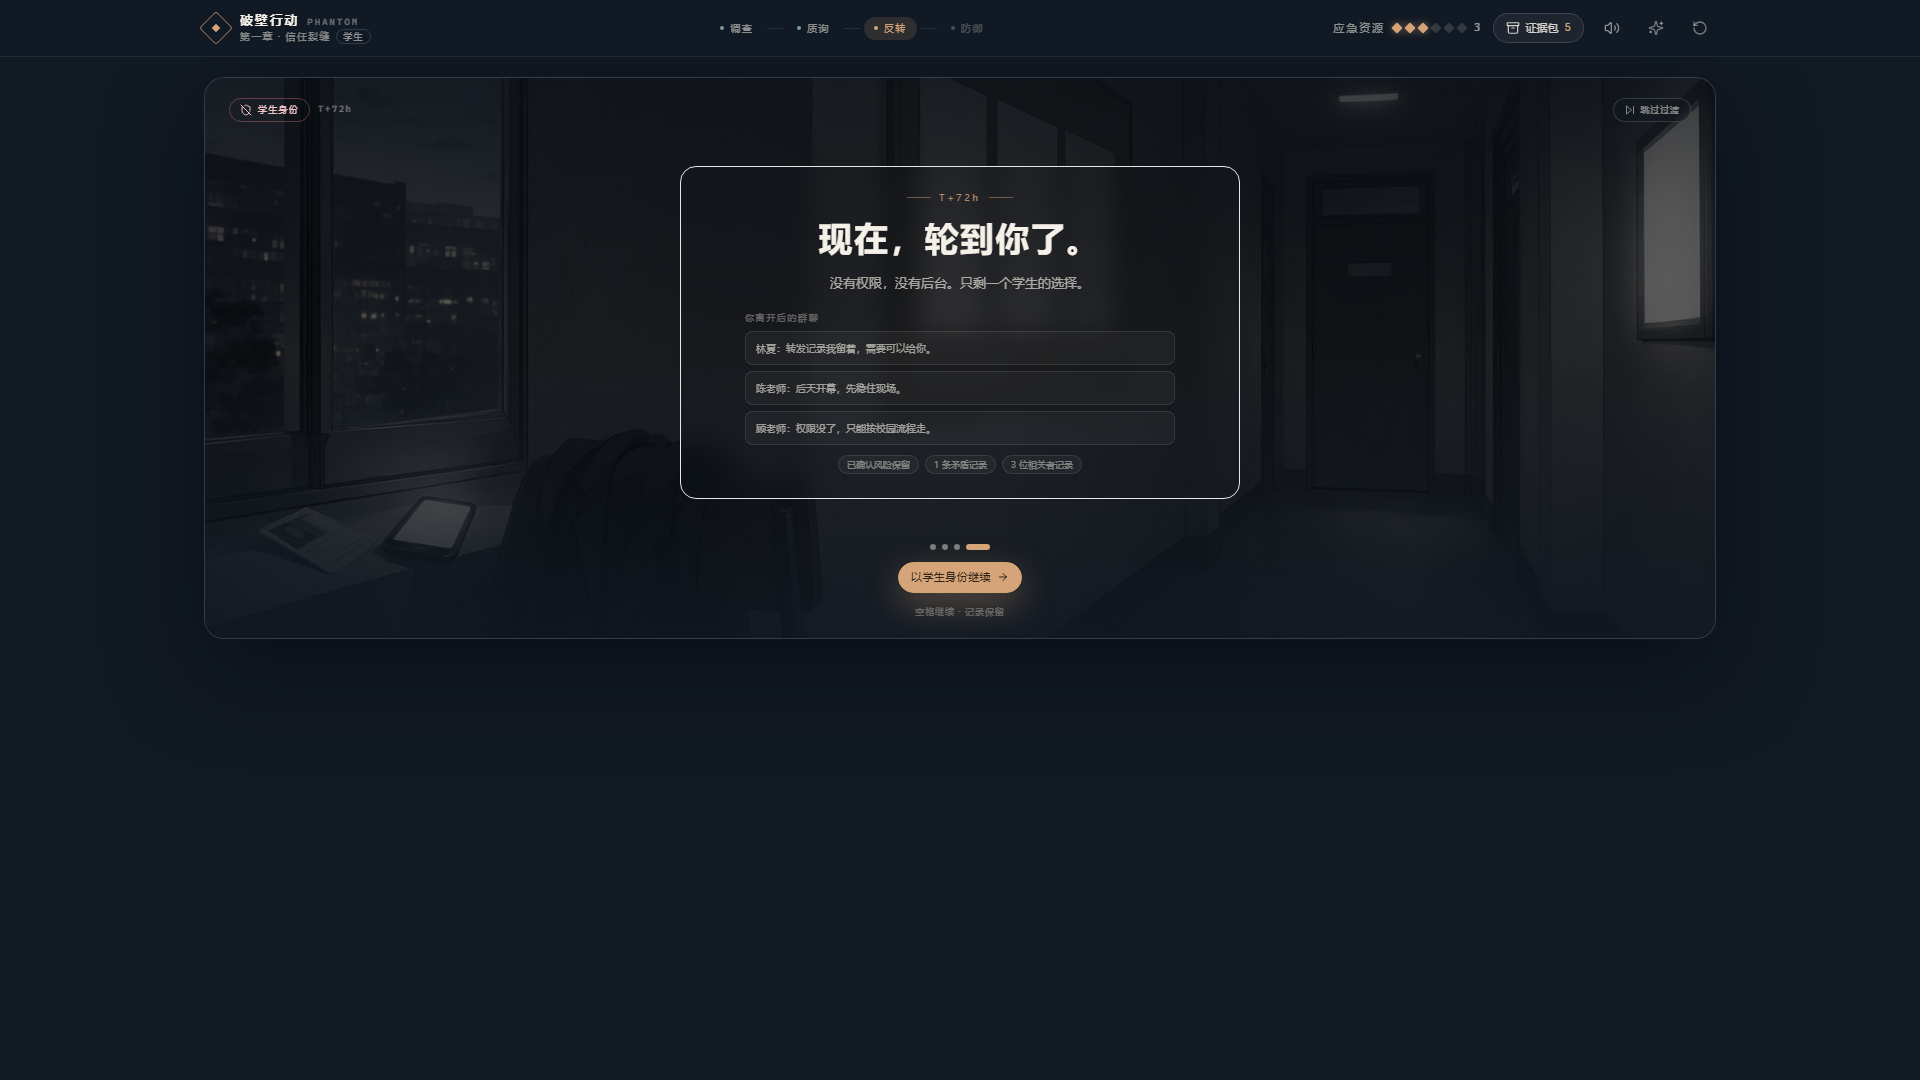 破壁行动 PHANTOM
第一章 · 信任裂缝 学生
调查
质询
反转
防御
应急资源 3
证据包 5
学生身份 T+72h
跳过过渡
T+72h
现在，轮到你了。
没有权限，没有后台。只剩一个学生的选择。
你离开后的群聊
林夏：转发记录我留着，需要可以给你。
陈老师：后天开幕，先稳住现场。
顾老师：权限没了，只能按校园流程走。
已确认风险保留
1 条矛盾记录
3 位相关者记录
以学生身份继续
空格继续 · 记录保留